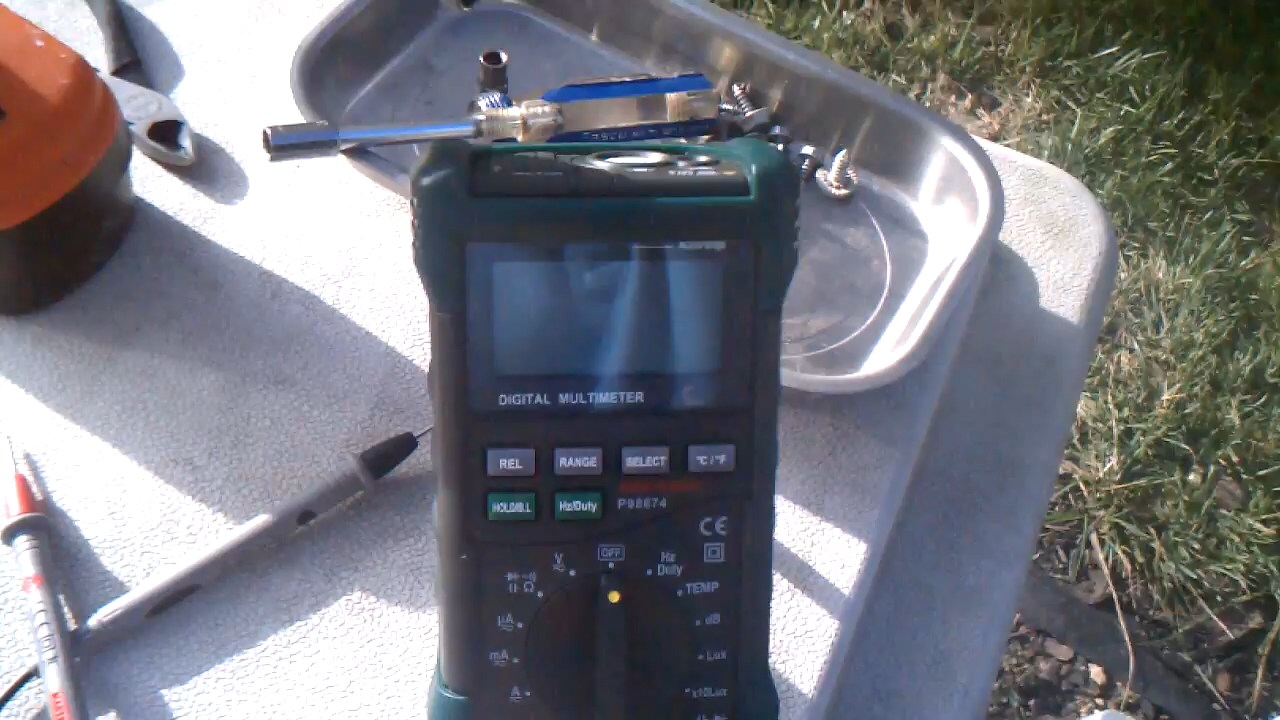 DIGITAL MULTIMETER
REL RANGE SELECT °C / °F
HOLD/B.L Hz/Duty P98674
CE
V OFF Hz
Duty
Ω TEMP
µA dB
mA Lux
A x10Lux